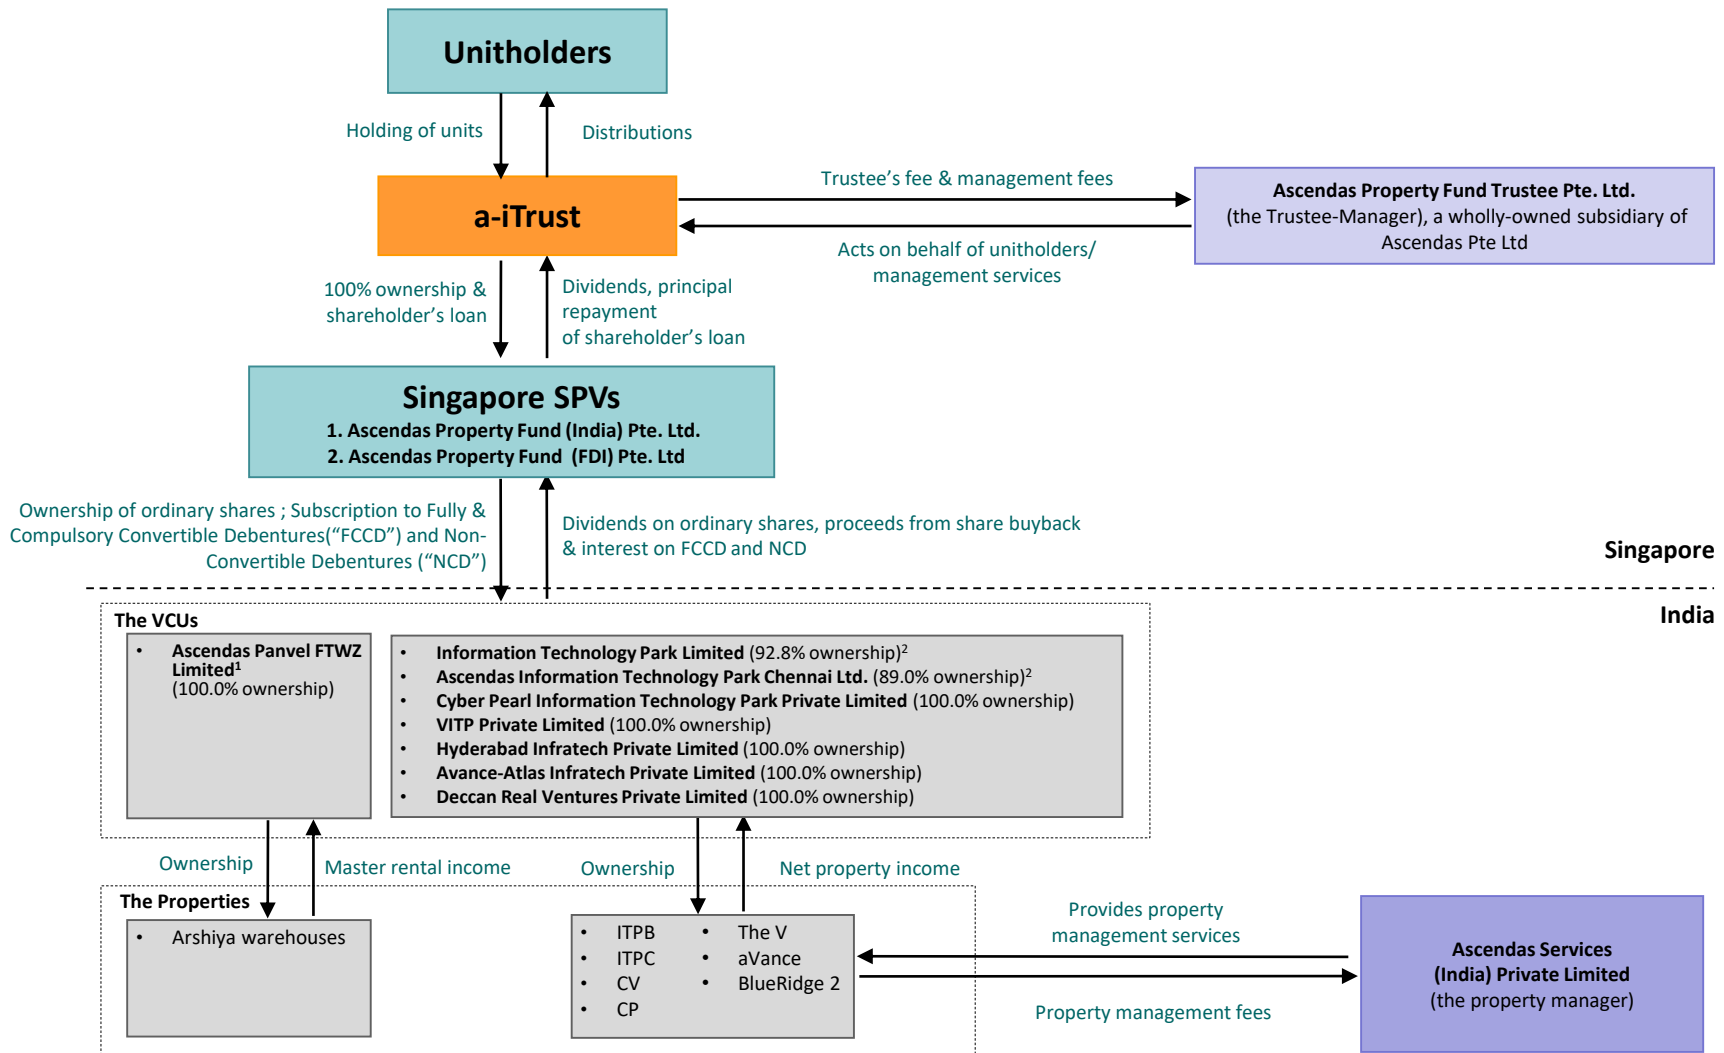 Unitholders
Holding of units
Distributions
a-iTrust
Trustee’s fee & management fees
Acts on behalf of unitholders/
management services
Ascendas Property Fund Trustee Pte. Ltd.
(the Trustee-Manager), a wholly-owned subsidiary of
Ascendas Pte Ltd
100% ownership &
shareholder’s loan
Dividends, principal
repayment
of shareholder’s loan
Singapore SPVs
1. Ascendas Property Fund (India) Pte. Ltd.
2. Ascendas Property Fund (FDI) Pte. Ltd
Ownership of ordinary shares ; Subscription to Fully &
Compulsory Convertible Debentures(“FCCD”) and Non-
Convertible Debentures (“NCD”)
Dividends on ordinary shares, proceeds from share buyback
& interest on FCCD and NCD
Singapore
India
The VCUs
• Ascendas Panvel FTWZ
Limited¹
(100.0% ownership)
• Information Technology Park Limited (92.8% ownership)²
• Ascendas Information Technology Park Chennai Ltd. (89.0% ownership)²
• Cyber Pearl Information Technology Park Private Limited (100.0% ownership)
• VITP Private Limited (100.0% ownership)
• Hyderabad Infratech Private Limited (100.0% ownership)
• Avance-Atlas Infratech Private Limited (100.0% ownership)
• Deccan Real Ventures Private Limited (100.0% ownership)
Ownership
Master rental income
Ownership
Net property income
The Properties
• Arshiya warehouses
• ITPB
• ITPC
• CV
• CP
• The V
• aVance
• BlueRidge 2
Provides property
management services
Property management fees
Ascendas Services
(India) Private Limited
(the property manager)